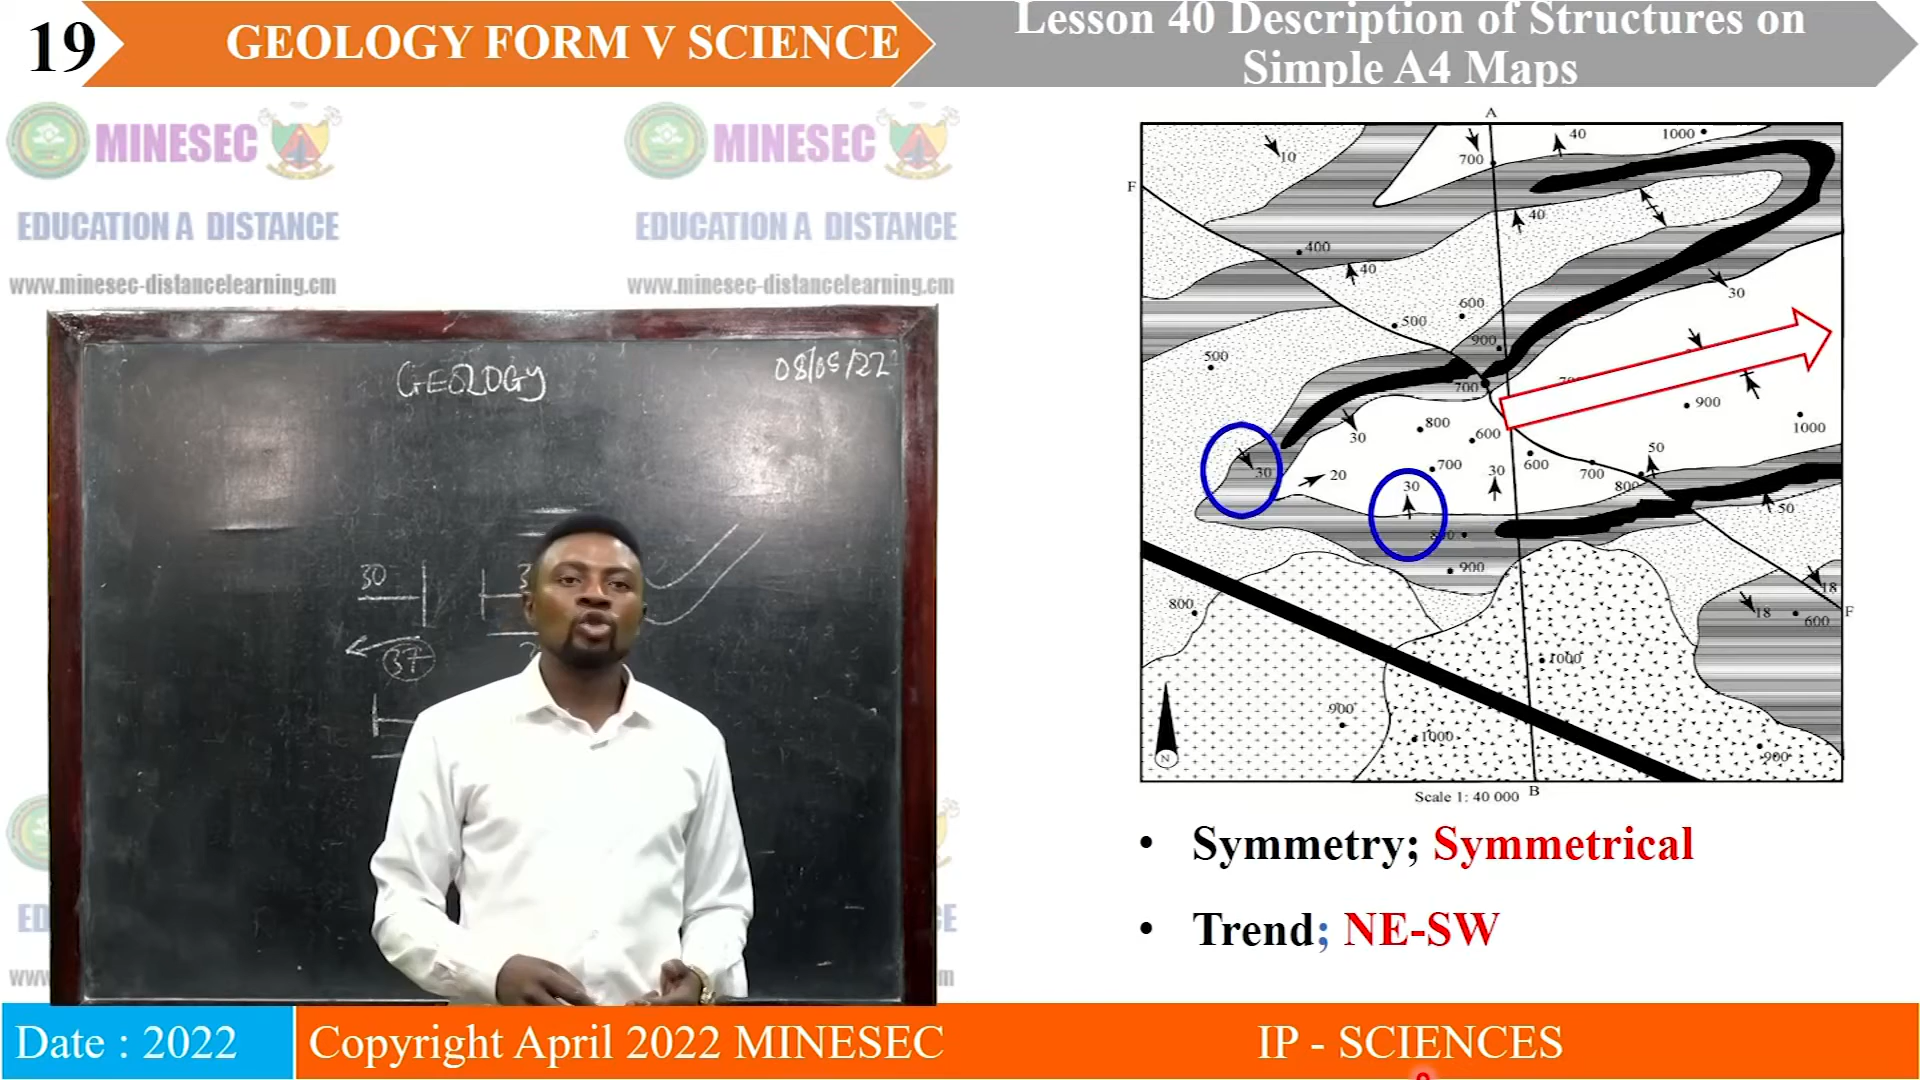 19
GEOLOGY FORM V SCIENCE
Lesson 40 Description of Structures on
Simple A4 Maps
MINESEC
MINESEC
EDUCATION A DISTANCE
EDUCATION A DISTANCE
www.minesec-distancelearning.cm
www.minesec-distancelearning.cm
GEOLOGY
08/05/22
30
37
A
40
1000
700
10
F
40
400
40
30
600
500
900
500
700
900
800
1000
30
600
50
30
20
700
30
600
700
800
30
50
900
18
18
F
800
600
1000
900
1000
900
N
Scale 1: 40 000
B
• Symmetry; Symmetrical
• Trend; NE-SW
Date : 2022
Copyright April 2022 MINESEC
IP - SCIENCES